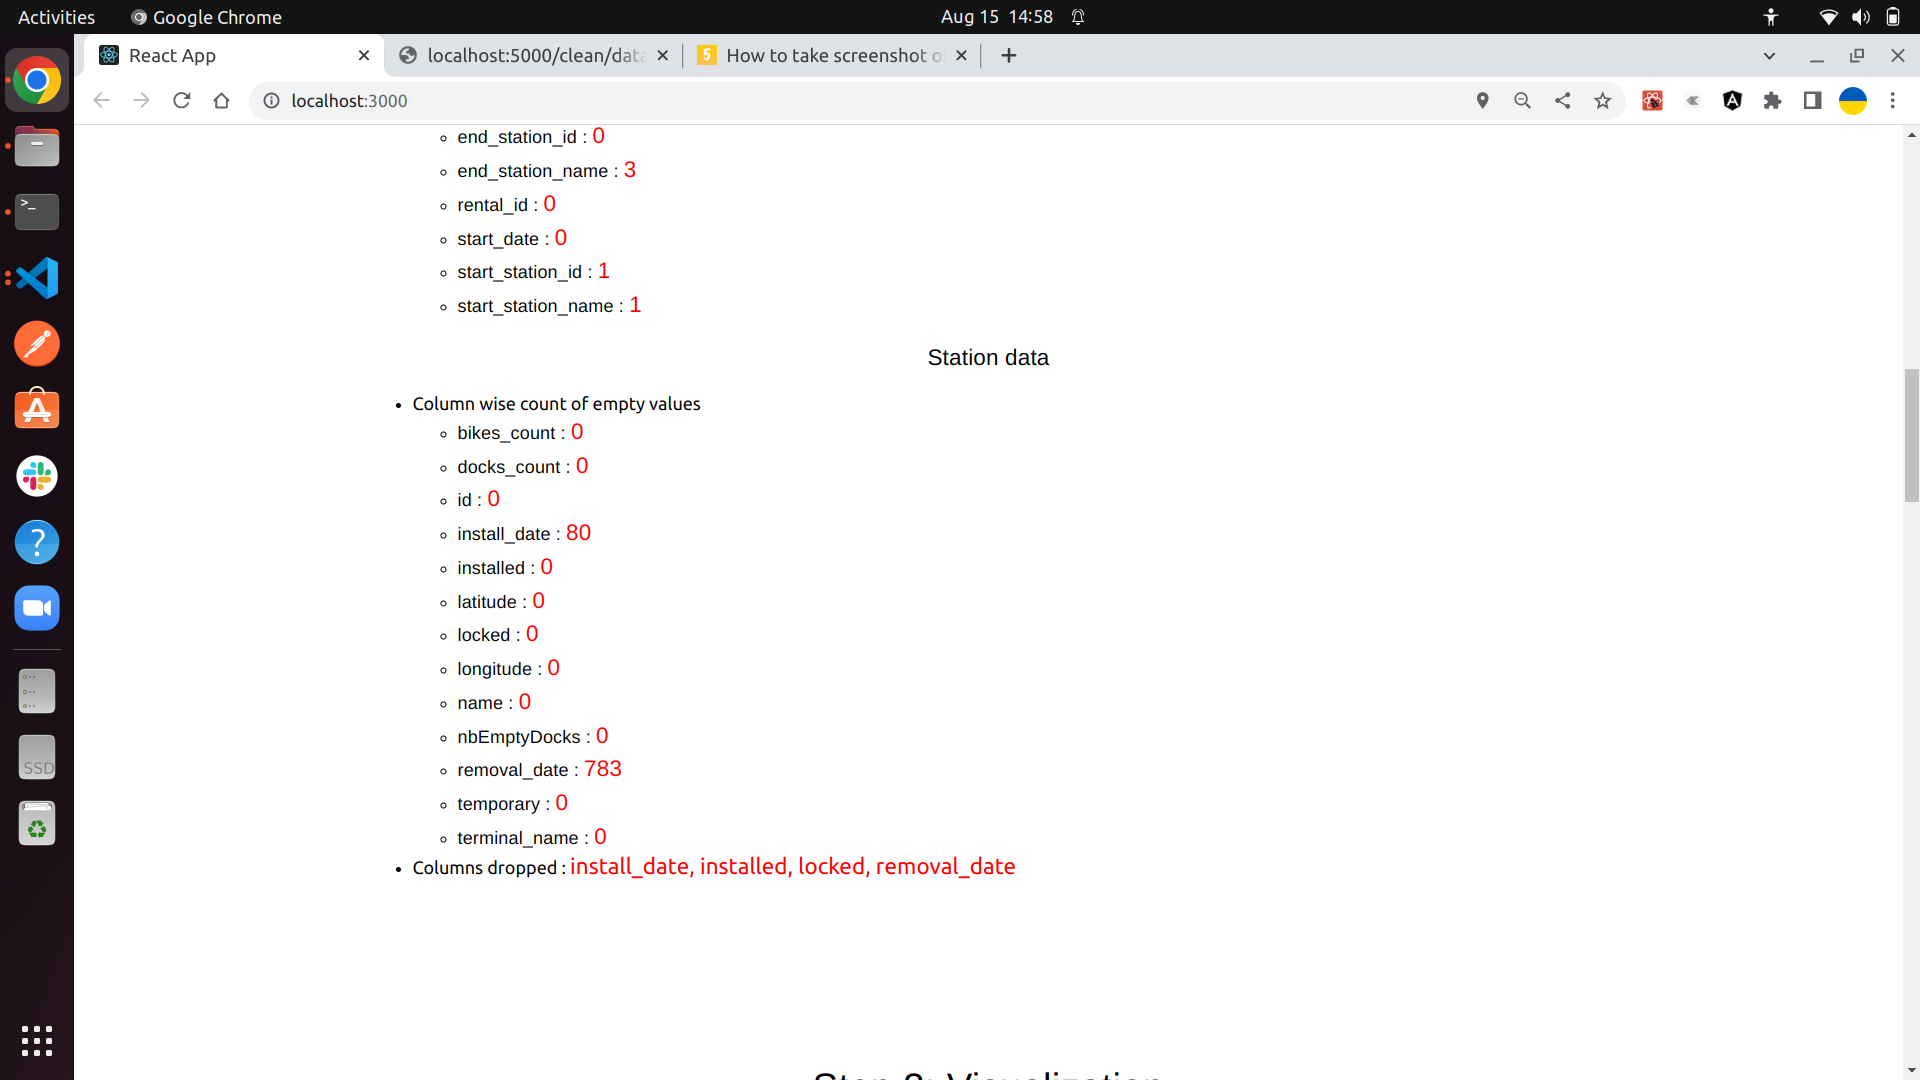 Activities
Google Chrome
Aug 15 14:58
React App
localhost:5000/clean/data
How to take screenshot o
localhost:3000
end_station_id : 0
end_station_name : 3
rental_id : 0
start_date : 0
start_station_id : 1
start_station_name : 1
Station data
Column wise count of empty values
bikes_count : 0
docks_count : 0
id : 0
install_date : 80
installed : 0
latitude : 0
locked : 0
longitude : 0
name : 0
nbEmptyDocks : 0
removal_date : 783
temporary : 0
terminal_name : 0
Columns dropped : install_date, installed, locked, removal_date
SSD